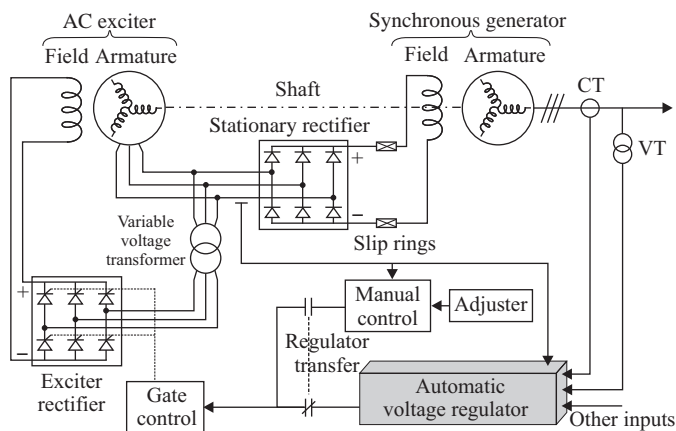 AC exciter
Synchronous generator
Field Armature
Field Armature
Shaft
CT
Stationary rectifier
VT
+
−
Variable
voltage
transformer
Slip rings
+
−
Manual
control
Adjuster
Regulator
transfer
Exciter
rectifier
Gate
control
Automatic
voltage regulator
Other inputs